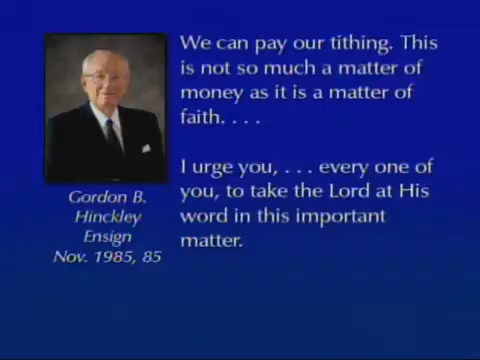 We can pay our tithing. This
is not so much a matter of
money as it is a matter of
faith. . . .
I urge you, . . . every one of
you, to take the Lord at His
word in this important
matter.
Gordon B.
Hinckley
Ensign
Nov. 1985, 85